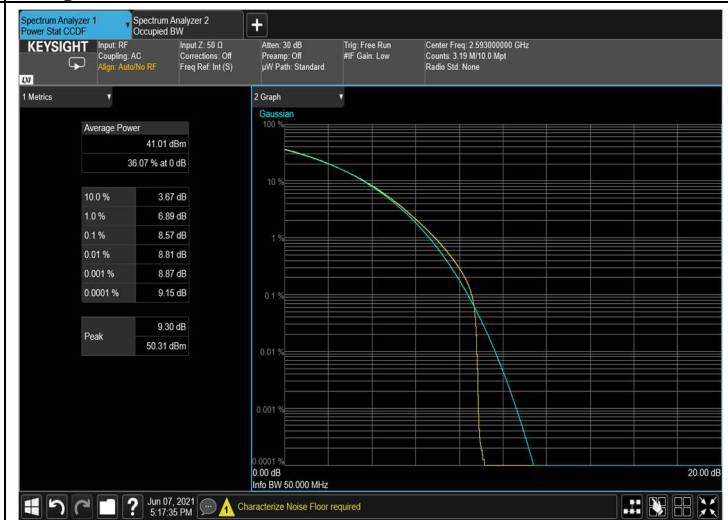 Spectrum Analyzer 1
Power Stat CCDF
Spectrum Analyzer 2
Occupied BW
KEYSIGHT
LXI
Input: RF
Coupling: AC
Align: Auto/No RF
Input Z: 50 Ω
Corrections: Off
Freq Ref: Int (S)
Atten: 30 dB
Preamp: Off
µW Path: Standard
Trig: Free Run
#IF Gain: Low
Center Freq: 2.593000000 GHz
Counts: 3.19 M/10.0 Mpt
Radio Std: None
1 Metrics
Average Power
41.01 dBm
36.07 % at 0 dB
10.0 % 3.67 dB
1.0 % 6.89 dB
0.1 % 8.57 dB
0.01 % 8.81 dB
0.001 % 8.87 dB
0.0001 % 9.15 dB
Peak
9.30 dB
50.31 dBm
2 Graph
Gaussian
100 %
10 %
1 %
0.1 %
0.01 %
0.001 %
0.0001 %
0.00 dB 20.00 dB
Info BW 50.000 MHz
Jun 07, 2021
5:17:35 PM
1
Characterize Noise Floor required